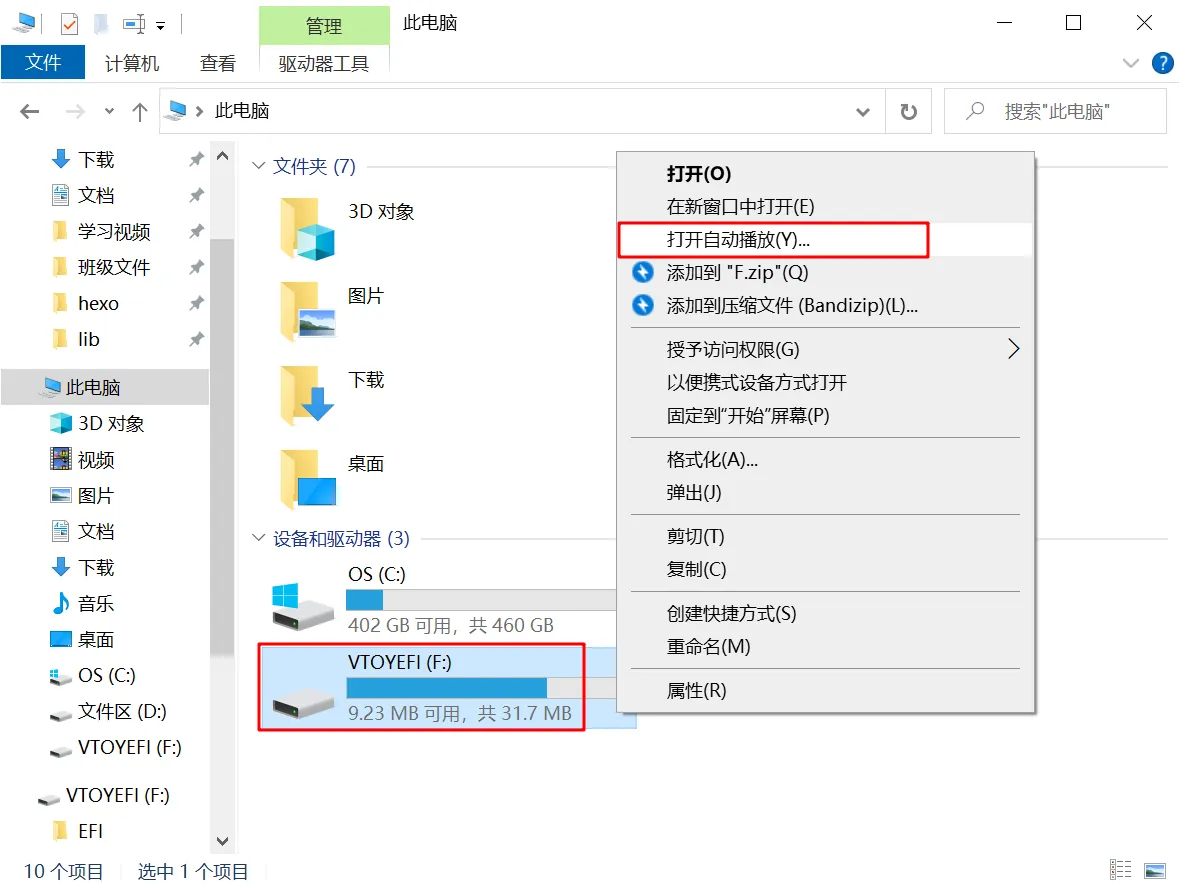 管理
此电脑
文件
计算机
查看
驱动器工具
?
此电脑
搜索"此电脑"
下载
文档
学习视频
班级文件
hexo
lib
此电脑
3D 对象
视频
图片
文档
下载
音乐
桌面
OS (C:)
文件区 (D:)
VTOYEFI (F:)
VTOYEFI (F:)
EFI
文件夹 (7)
3D 对象
图片
下载
桌面
设备和驱动器 (3)
OS (C:)
402 GB 可用，共 460 GB
VTOYEFI (F:)
9.23 MB 可用，共 31.7 MB
打开(O)
在新窗口中打开(E)
打开自动播放(Y)...
添加到 "F.zip"(Q)
添加到压缩文件 (Bandizip)(L)...
授予访问权限(G)
以便携式设备方式打开
固定到"开始"屏幕(P)
格式化(A)...
弹出(J)
剪切(T)
复制(C)
创建快捷方式(S)
重命名(M)
属性(R)
10 个项目
选中 1 个项目